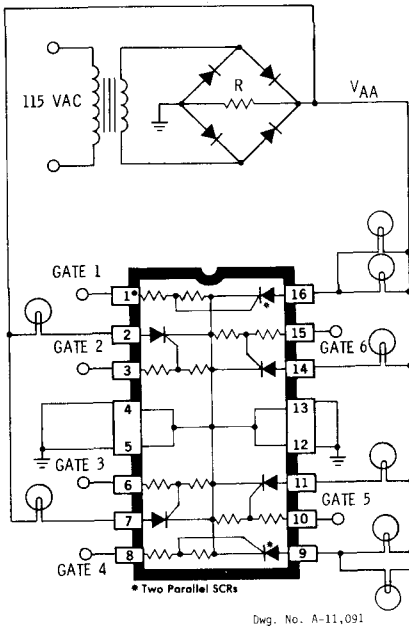 115 VAC
R
VAA
GATE 1
1*
16
*
2
15
GATE 2
GATE 6
3
14
4
13
5
12
GATE 3
6
11
GATE 5
7
10
*
8
9
GATE 4
* Two Parallel SCRs
Dwg. No. A-11,091